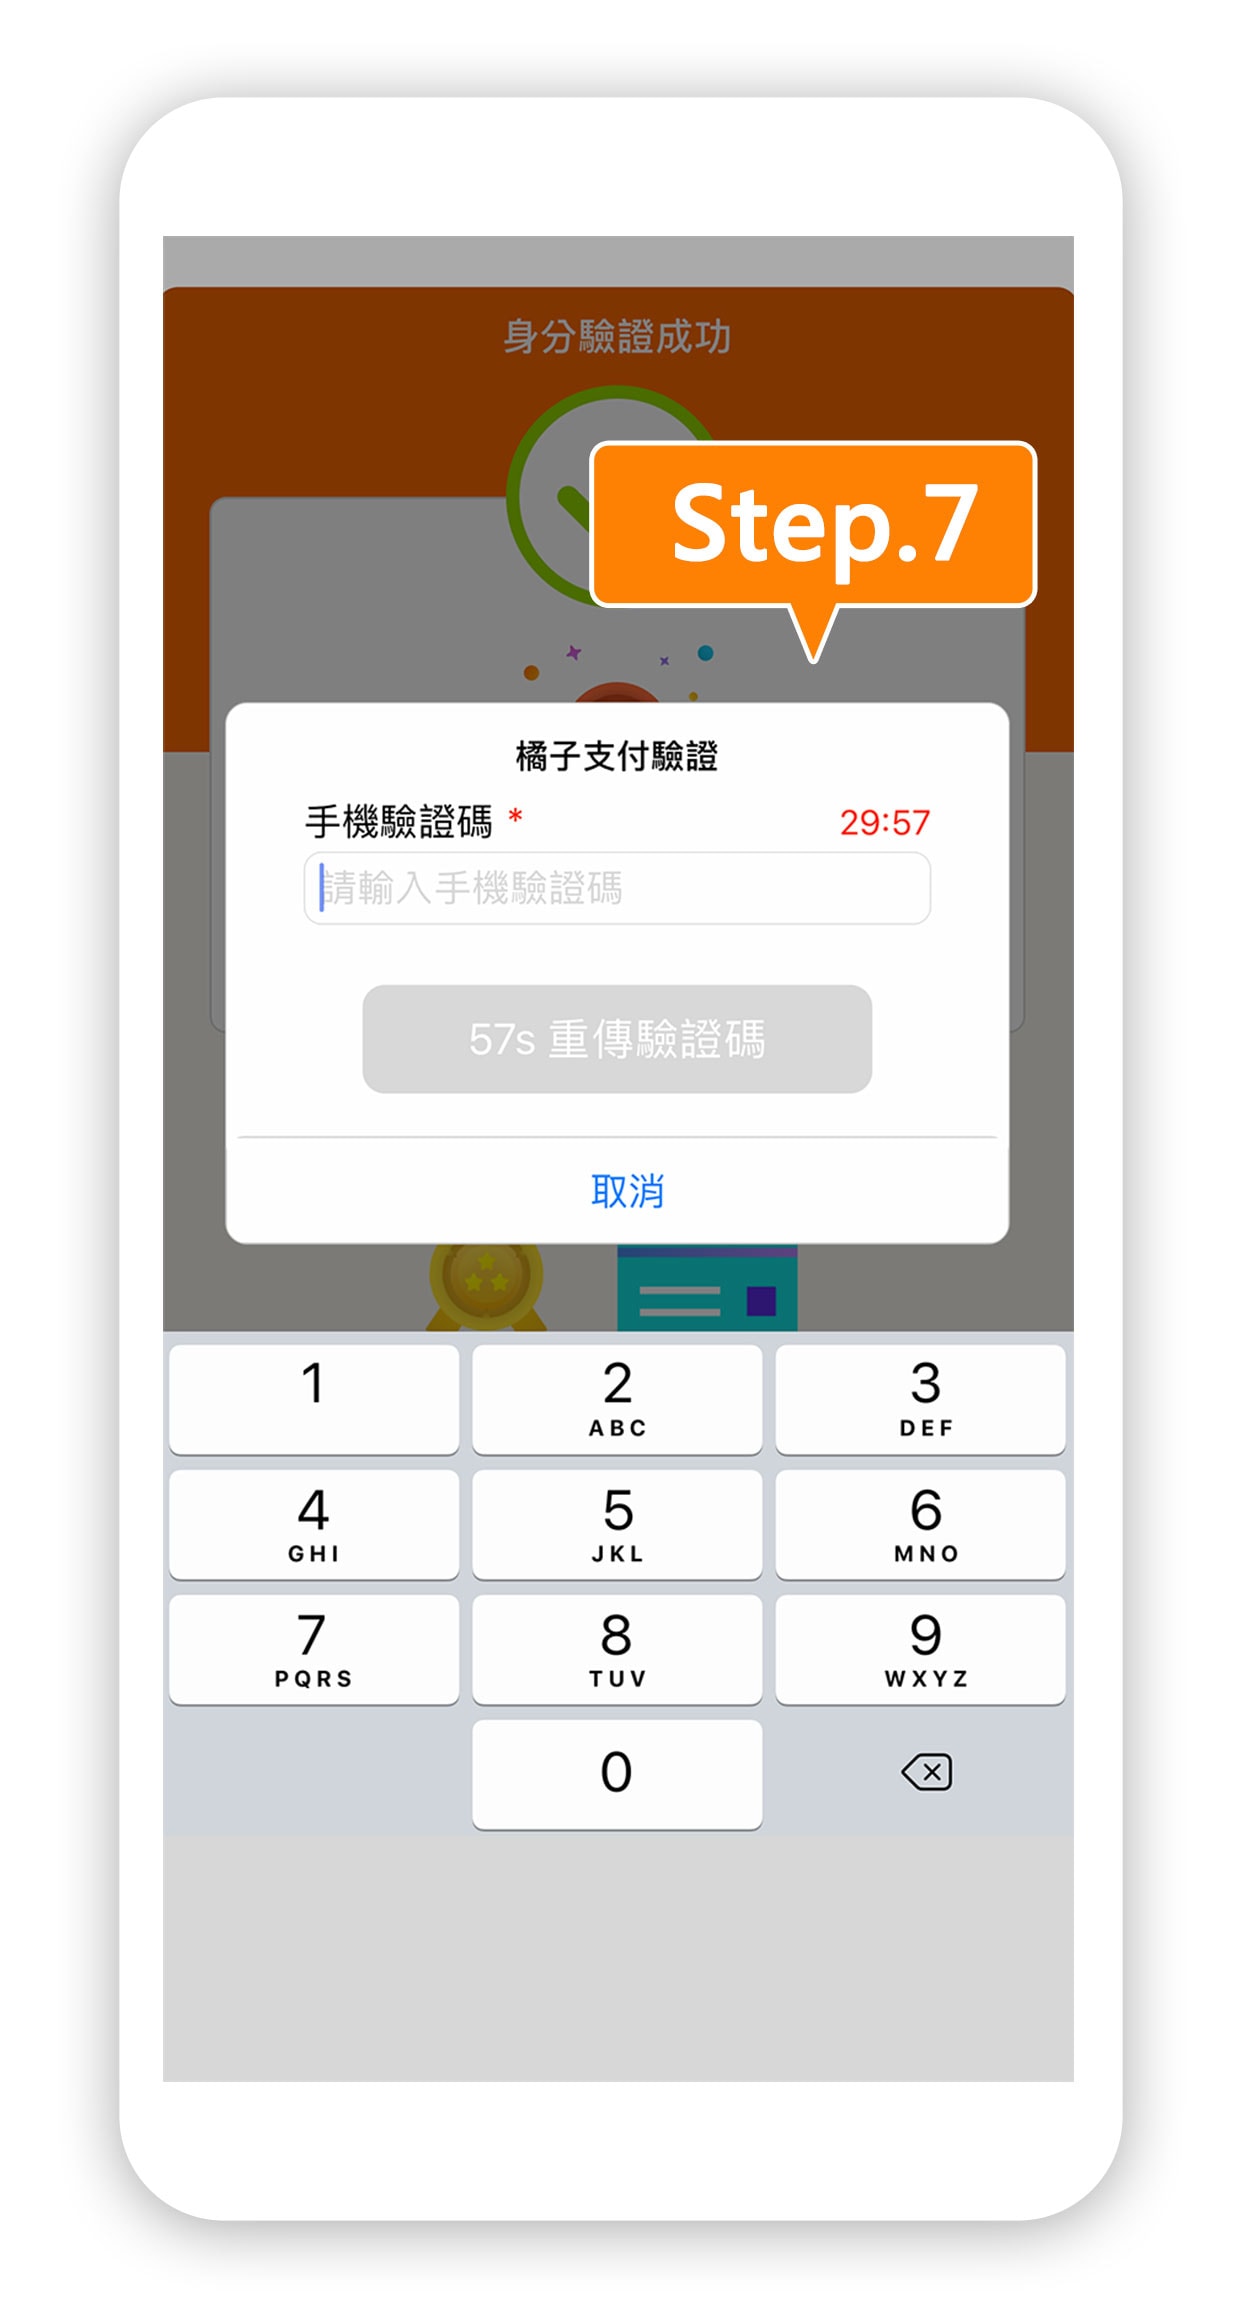 身分驗證成功
Step.7
橘子支付驗證
手機驗證碼 * 29:57
請輸入手機驗證碼
57s 重傳驗證碼
取消
1 2 3
ABC DEF
4 5 6
GHI JKL MNO
7 8 9
PQRS TUV WXYZ
0